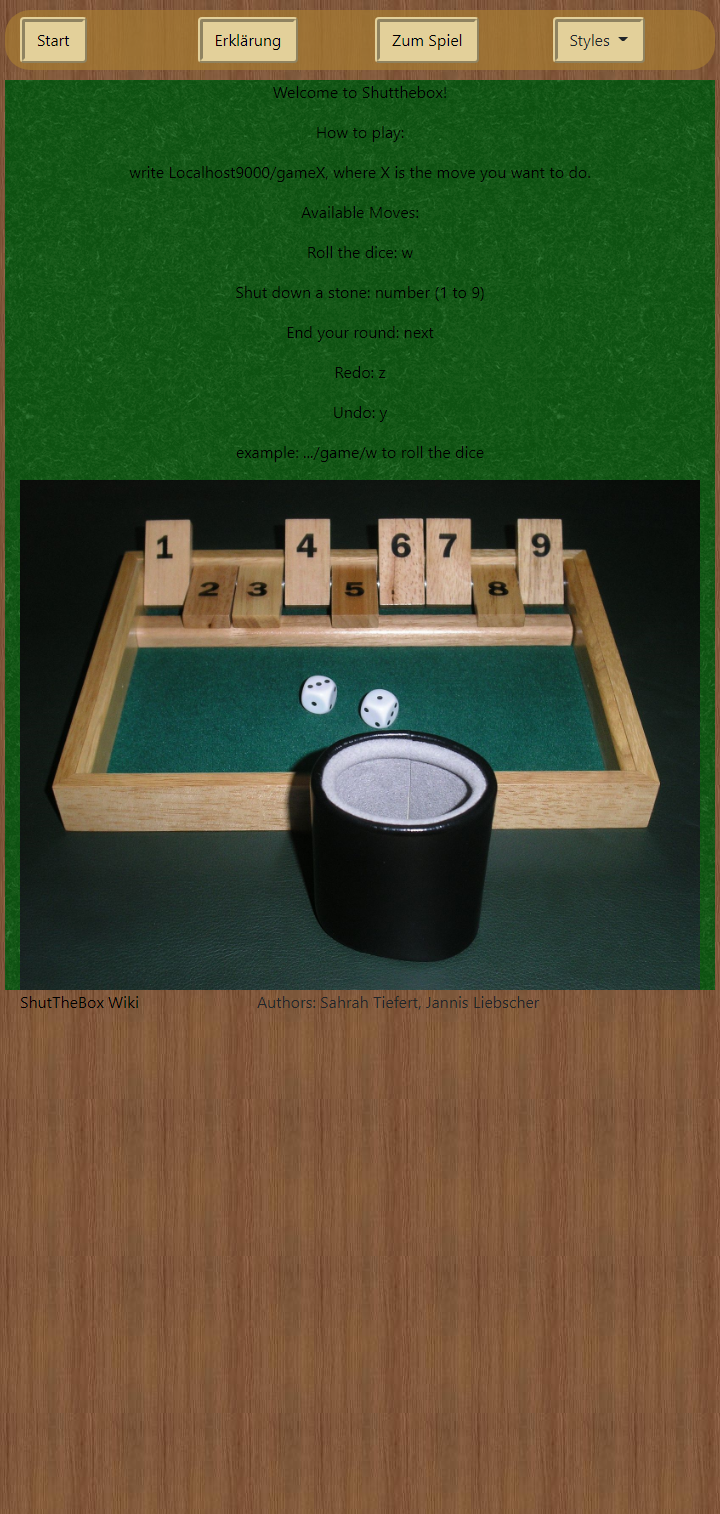 Start
Erklärung
Zum Spiel
Styles
Welcome to Shutthebox!
How to play:
write Localhost9000/gameX, where X is the move you want to do.
Available Moves:
Roll the dice: w
Shut down a stone: number (1 to 9)
End your round: next
Redo: z
Undo: y
example: .../game/w to roll the dice
1 4 6 7 9
2 3 5 8
ShutTheBox Wiki
Authors: Sahrah Tiefert, Jannis Liebscher